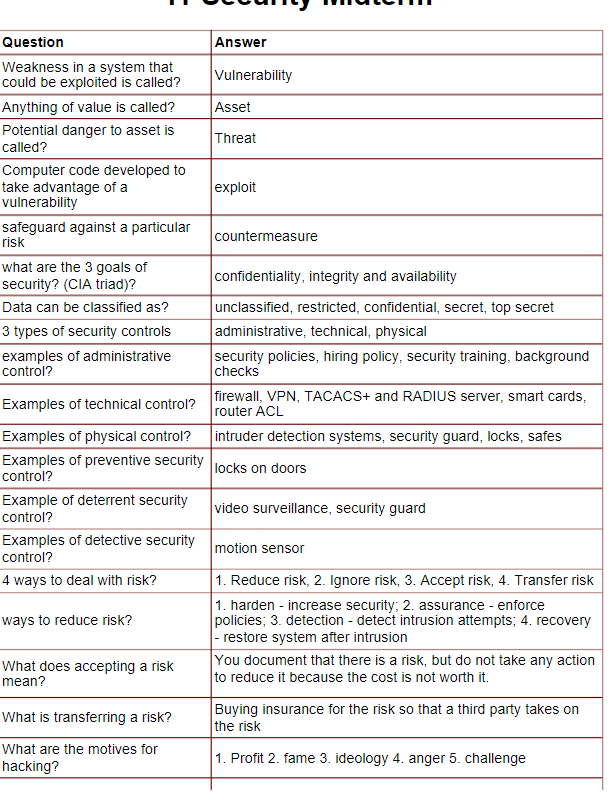 IT Security Midterm
Question Answer
Weakness in a system that
could be exploited is called? Vulnerability
Anything of value is called? Asset
Potential danger to asset is
called? Threat
Computer code developed to
take advantage of a
vulnerability exploit
safeguard against a particular
risk countermeasure
what are the 3 goals of
security? (CIA triad)? confidentiality, integrity and availability
Data can be classified as? unclassified, restricted, confidential, secret, top secret
3 types of security controls administrative, technical, physical
examples of administrative
control?
security policies, hiring policy, security training, background
checks
Examples of technical control?
firewall, VPN, TACACS+ and RADIUS server, smart cards,
router ACL
Examples of physical control? intruder detection systems, security guard, locks, safes
Examples of preventive security
control? locks on doors
Example of deterrent security
control? video surveillance, security guard
Examples of detective security
control? motion sensor
4 ways to deal with risk? 1. Reduce risk, 2. Ignore risk, 3. Accept risk, 4. Transfer risk
ways to reduce risk?
1. harden - increase security; 2. assurance - enforce
policies; 3. detection - detect intrusion attempts; 4. recovery
- restore system after intrusion
What does accepting a risk
mean?
You document that there is a risk, but do not take any action
to reduce it because the cost is not worth it.
What is transferring a risk?
Buying insurance for the risk so that a third party takes on
the risk
What are the motives for
hacking? 1. Profit 2. fame 3. ideology 4. anger 5. challenge